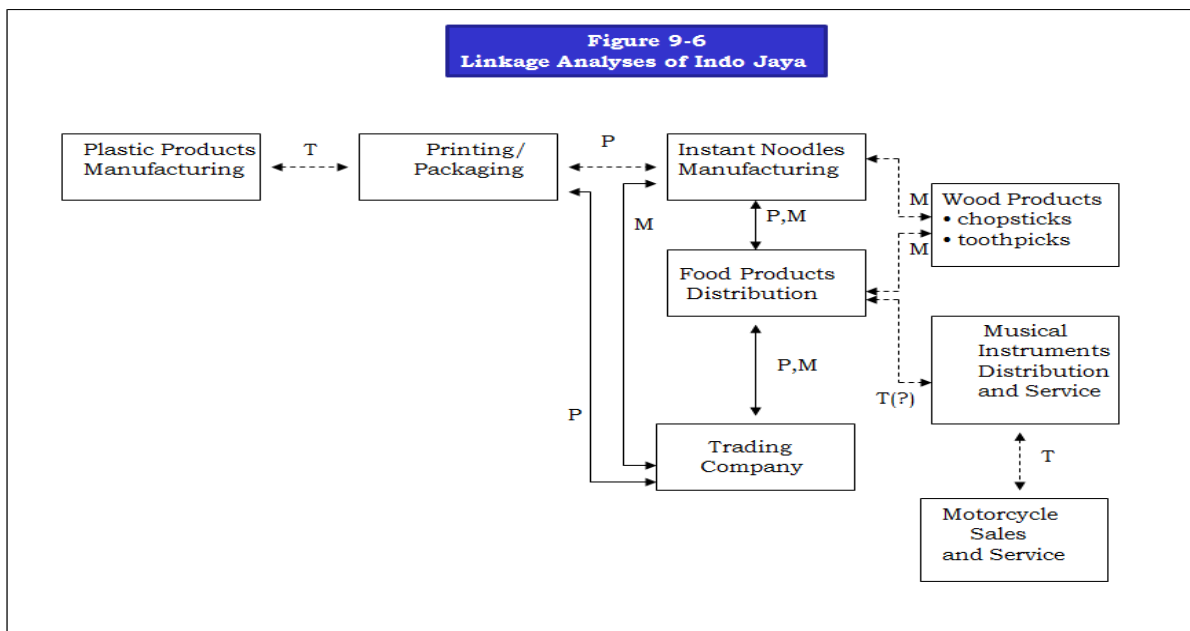 Figure 9-6
Linkage Analyses of Indo Jaya
Plastic Products
Manufacturing
T
Printing/
Packaging
P
Instant Noodles
Manufacturing
M
P,M
M
M
Wood Products
• chopsticks
• toothpicks
Food Products
Distribution
P,M
T(?)
Musical
Instruments
Distribution
and Service
P
Trading
Company
T
Motorcycle
Sales
and Service